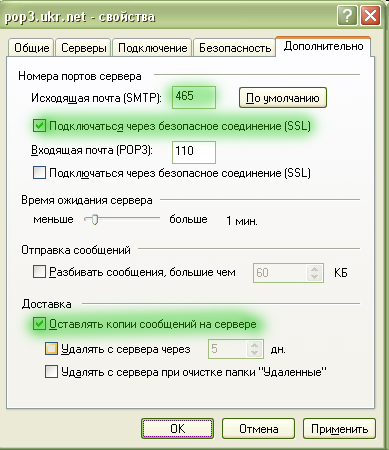 pop3.ukr.net - свойства
Общие Серверы Подключение Безопасность Дополнительно
Номера портов сервера
Исходящая почта (SMTP): 465 По умолчанию
Подключаться через безопасное соединение (SSL)
Входящая почта (POP3): 110
Подключаться через безопасное соединение (SSL)
Время ожидания сервера
меньше больше 1 мин.
Отправка сообщений
Разбивать сообщения, большие чем 60 КБ
Доставка
Оставлять копии сообщений на сервере
Удалять с сервера через 5 дн.
Удалять с сервера при очистке папки "Удаленные"
ОК Отмена Применить